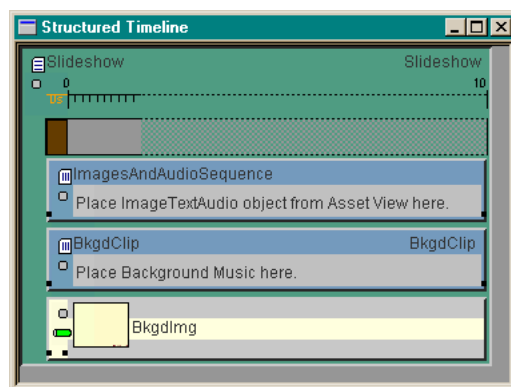 Structured Timeline
Slideshow Slideshow
0 10
Us
ImagesAndAudioSequence
Place ImageTextAudio object from Asset View here.
BkgdClip BkgdClip
Place Background Music here.
BkgdImg